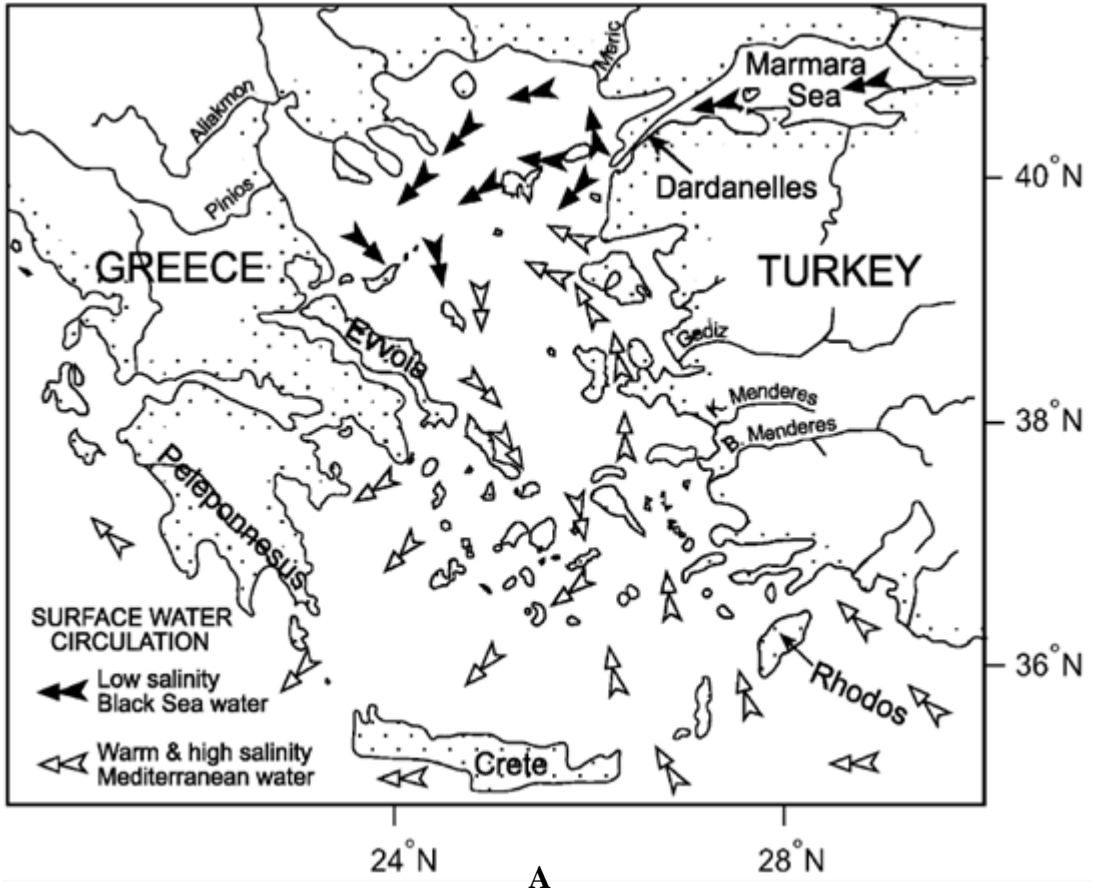 Meric
Marmara
Sea
Aliakmon
Pinios
Dardanelles
40°N
GREECE
TURKEY
Evvoia
Gediz
K. Menderes
B. Menderes
38°N
Peleponnesus
SURFACE WATER
CIRCULATION
Low salinity
Black Sea water
Warm & high salinity
Mediterranean water
Rhodos
36°N
Crete
24°N
28°N
A